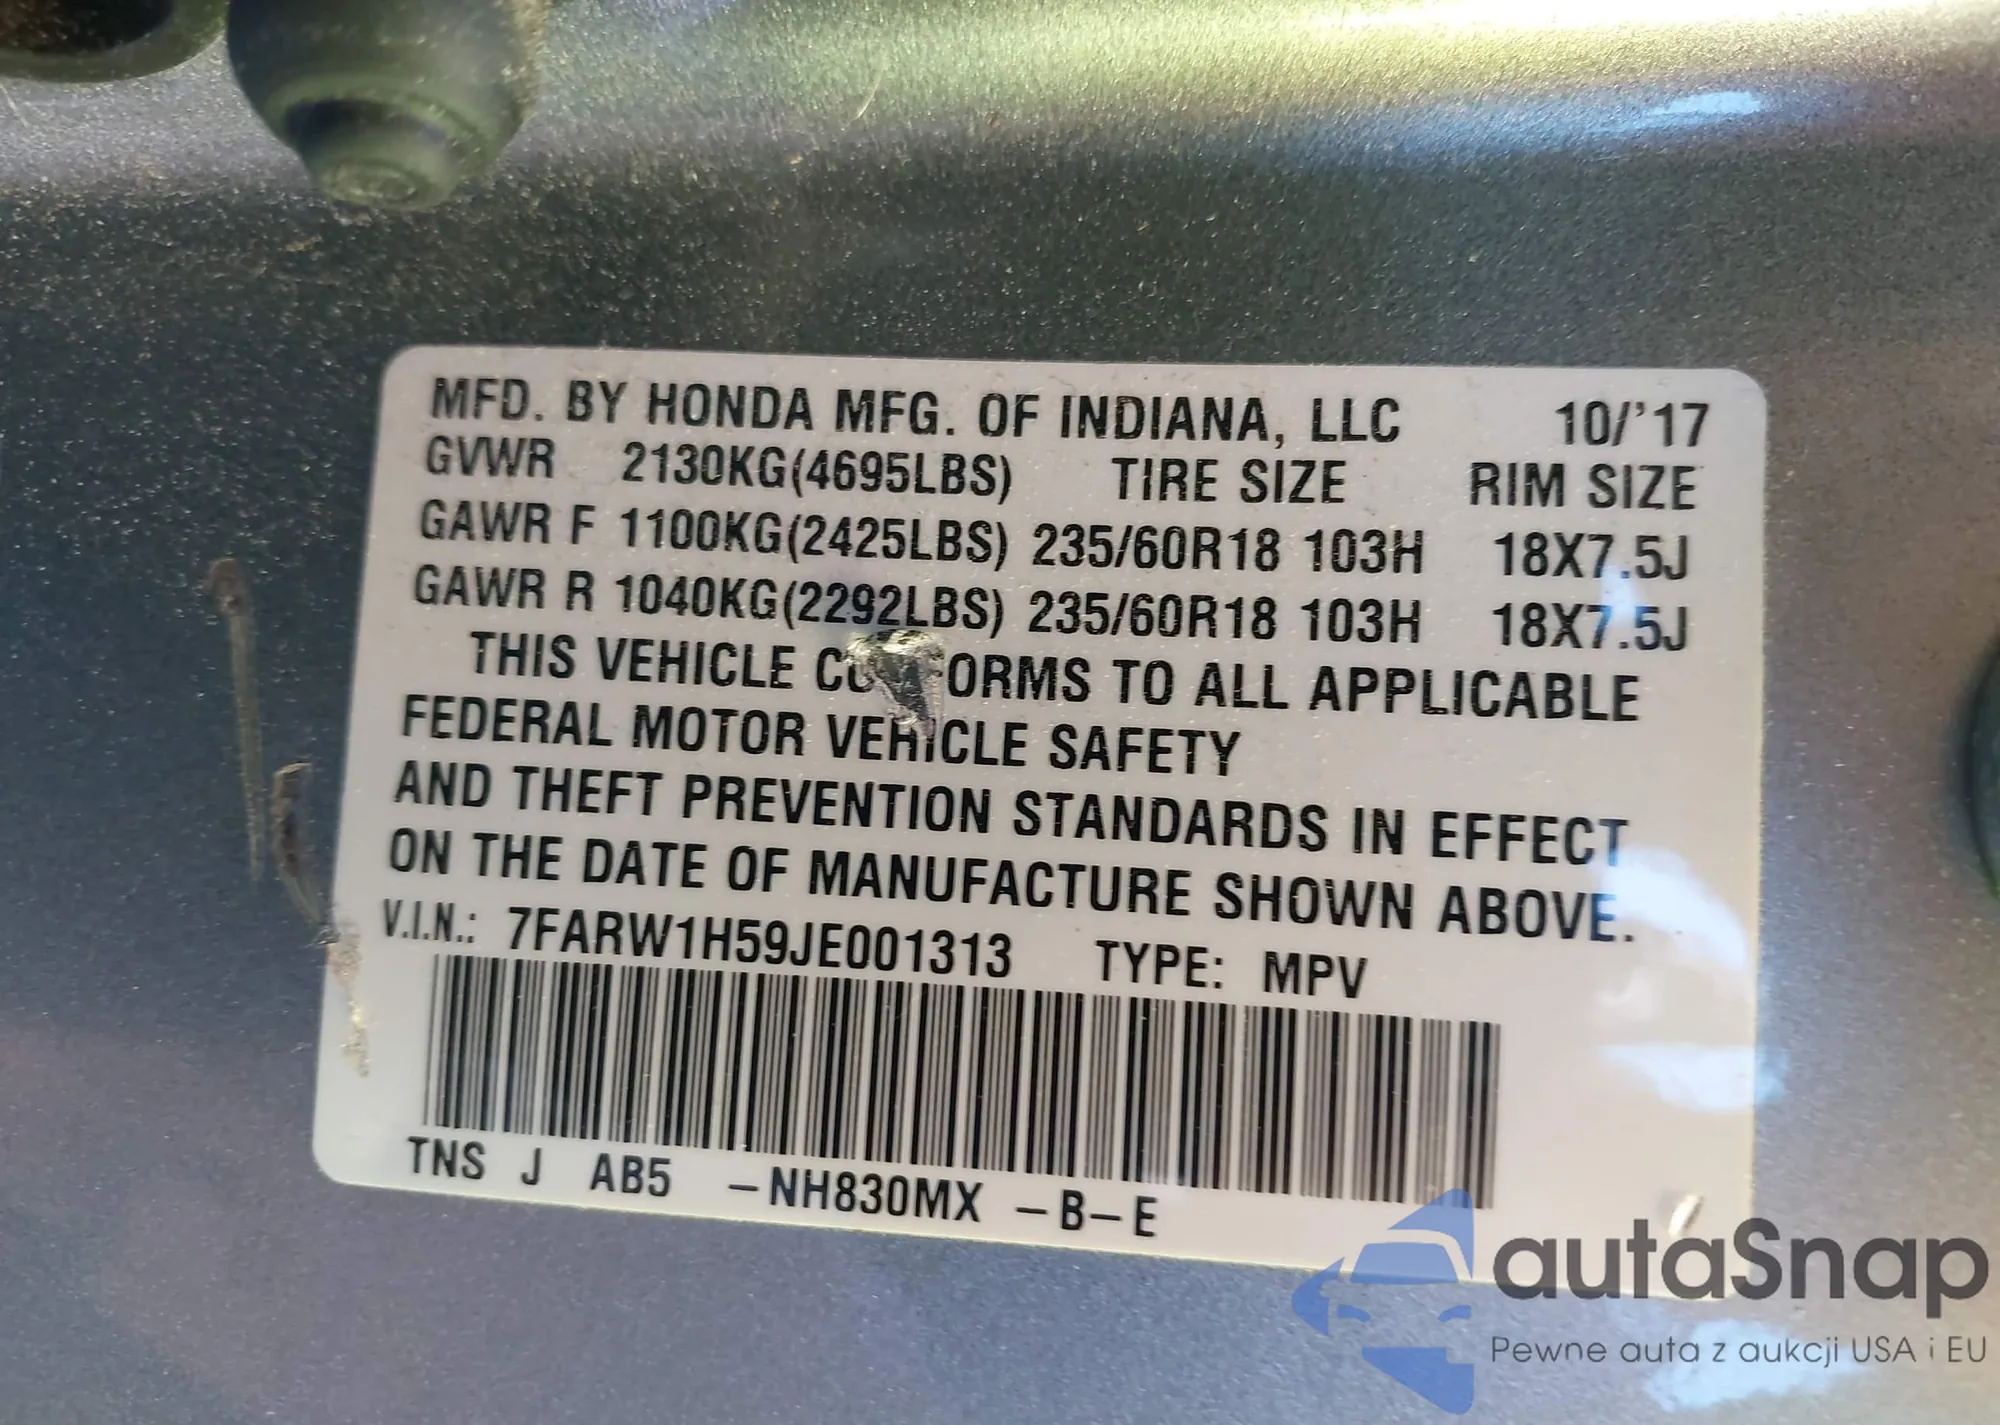 MFD. BY HONDA MFG. OF INDIANA, LLC 10/'17
GVWR 2130KG(4695LBS) TIRE SIZE RIM SIZE
GAWR F 1100KG(2425LBS) 235/60R18 103H 18X7.5J
GAWR R 1040KG(2292LBS) 235/60R18 103H 18X7.5J
THIS VEHICLE CONFORMS TO ALL APPLICABLE
FEDERAL MOTOR VEHICLE SAFETY
AND THEFT PREVENTION STANDARDS IN EFFECT
ON THE DATE OF MANUFACTURE SHOWN ABOVE.
V.I.N.: 7FARW1H59JE001313 TYPE: MPV
TNS J AB5 -NH830MX -B-E
autaSnap
Pewne auta z aukcji USA i EU